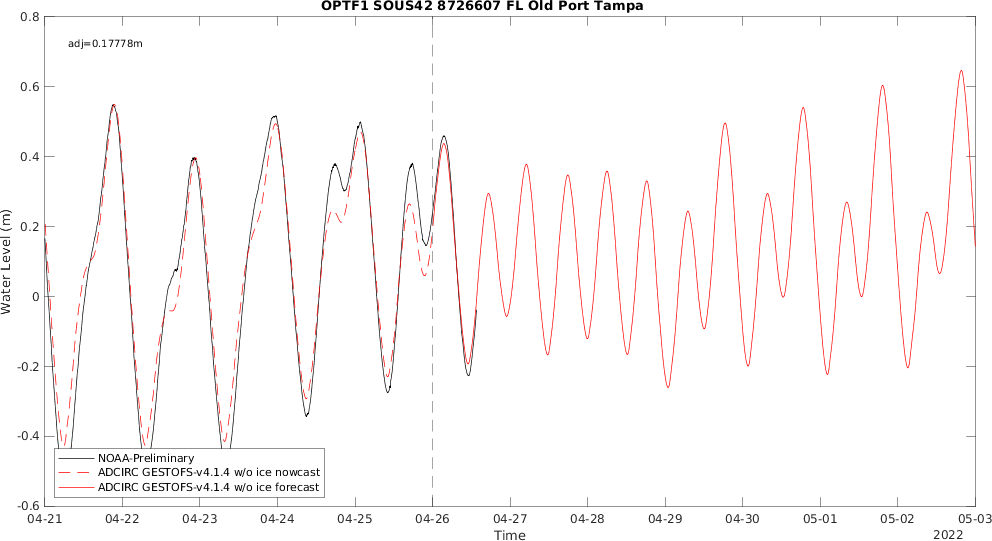 OPTF1 SOUS42 8726607 FL Old Port Tampa
adj=0.17778m
0.8
0.6
0.4
0.2
0
-0.2
-0.4
-0.6
Water Level (m)
NOAA-Preliminary
ADCIRC GESTOFS-v4.1.4 w/o ice nowcast
ADCIRC GESTOFS-v4.1.4 w/o ice forecast
04-21 04-22 04-23 04-24 04-25 04-26 04-27 04-28 04-29 04-30 05-01 05-02 05-03
Time
2022